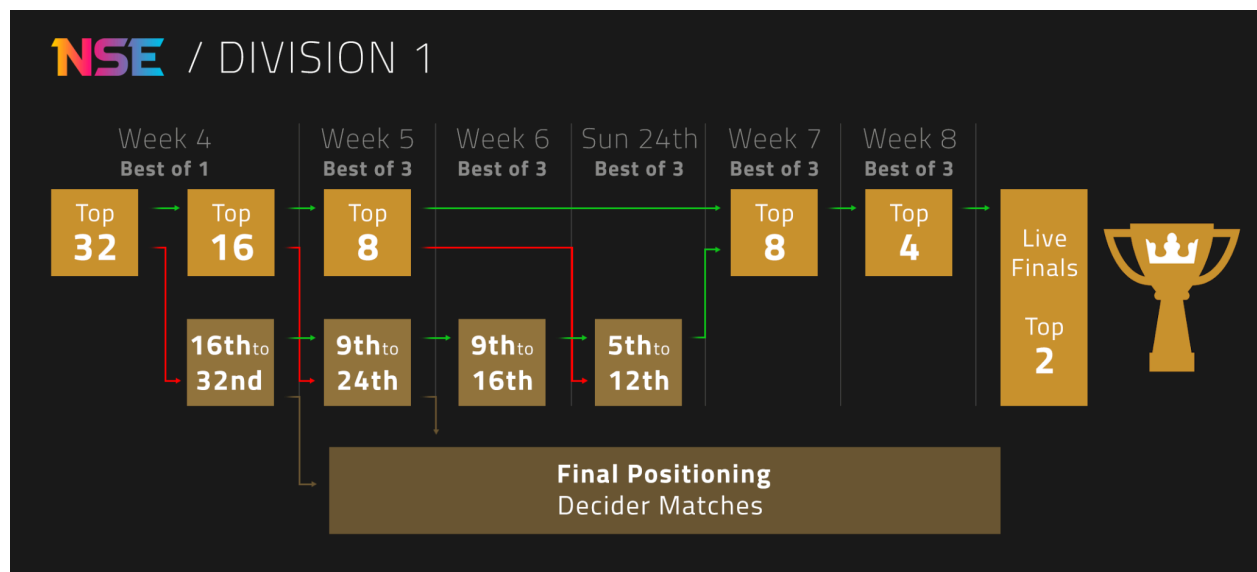 NSE / DIVISION 1
Week 4
Best of 1
Week 5
Best of 3
Week 6
Best of 3
Sun 24th
Best of 3
Week 7
Best of 3
Week 8
Best of 3
Top
32
Top
16
Top
8
Top
8
Top
4
Live
Finals
Top
2
16th to
32nd
9th to
24th
9th to
16th
5th to
12th
Final Positioning
Decider Matches